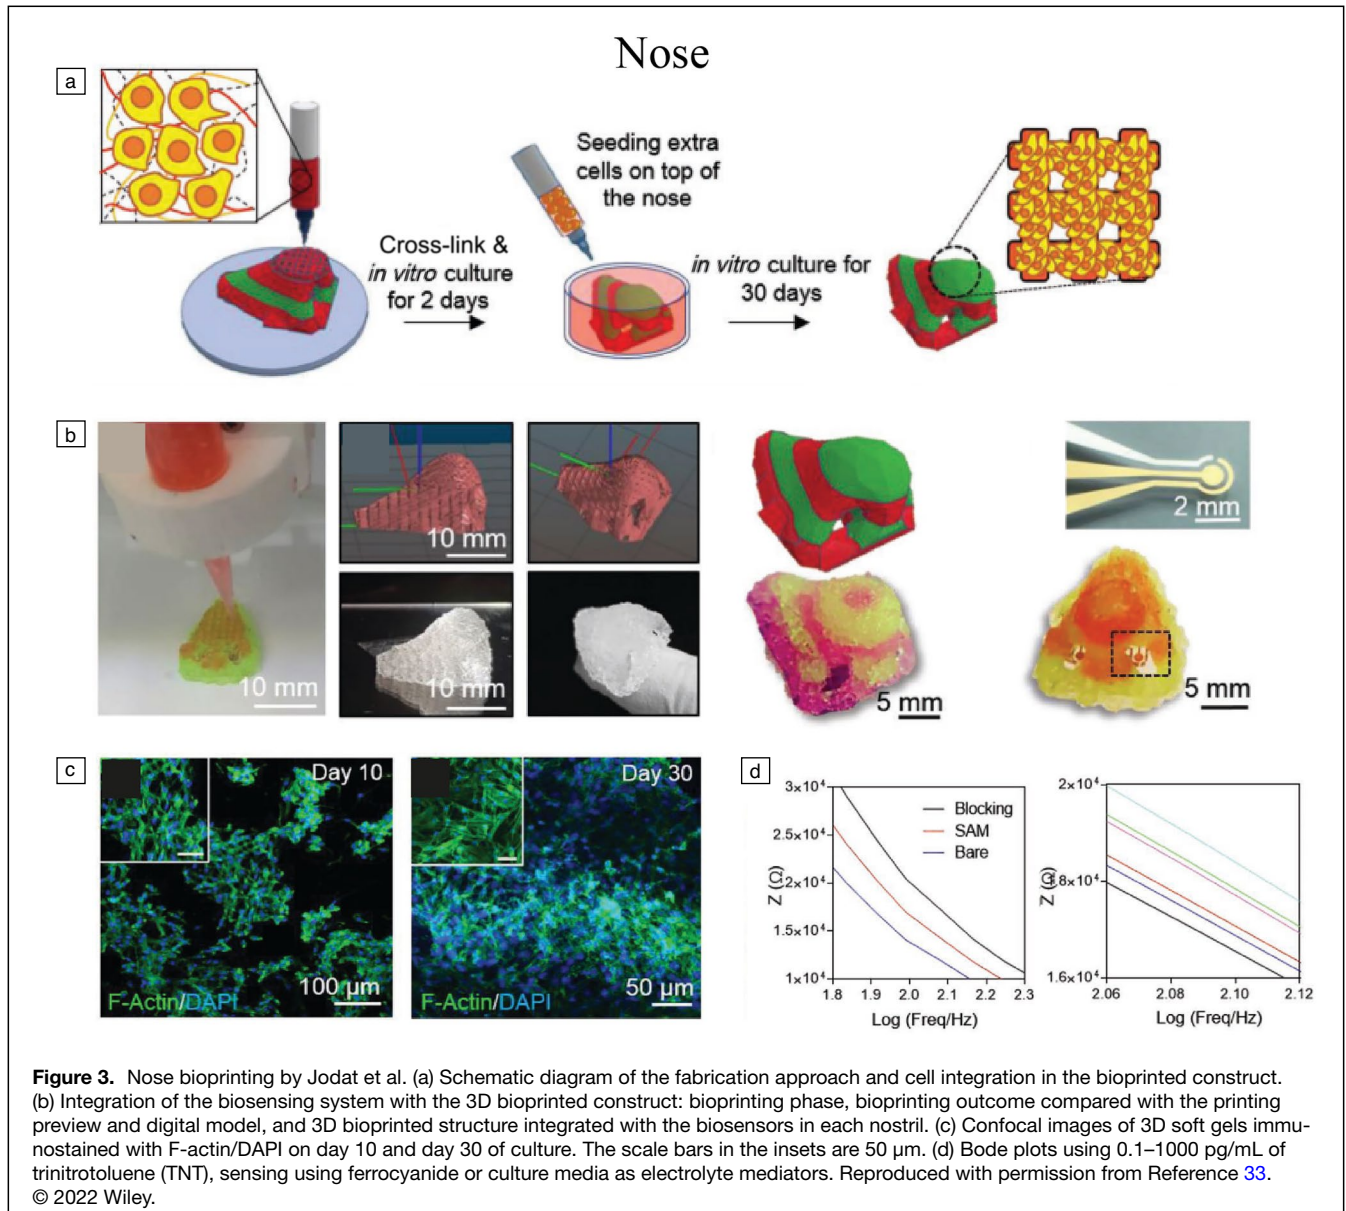 Nose
a
Cross-link &
in vitro culture
for 2 days
Seeding extra
cells on top of
the nose
in vitro culture for
30 days
b
10 mm
10 mm
10 mm
5 mm
2 mm
5 mm
c
Day 10
100 µm
F-Actin/DAPI
Day 30
50 µm
F-Actin/DAPI
d
3×10⁴
2.5×10⁴
2×10⁴
1.5×10⁴
1×10⁴
Z (Ω)
Blocking
SAM
Bare
1.8 1.9 2.0 2.1 2.2 2.3
Log (Freq/Hz)
2×10⁴
1.6×10⁴
2.06 2.08 2.10 2.12
Log (Freq/Hz)
Figure 3. Nose bioprinting by Jodat et al. (a) Schematic diagram of the fabrication approach and cell integration in the bioprinted construct.
(b) Integration of the biosensing system with the 3D bioprinted construct: bioprinting phase, bioprinting outcome compared with the printing
preview and digital model, and 3D bioprinted structure integrated with the biosensors in each nostril. (c) Confocal images of 3D soft gels immu-
nostained with F-actin/DAPI on day 10 and day 30 of culture. The scale bars in the insets are 50 µm. (d) Bode plots using 0.1–1000 pg/mL of
trinitrotoluene (TNT), sensing using ferrocyanide or culture media as electrolyte mediators. Reproduced with permission from Reference 33.
© 2022 Wiley.